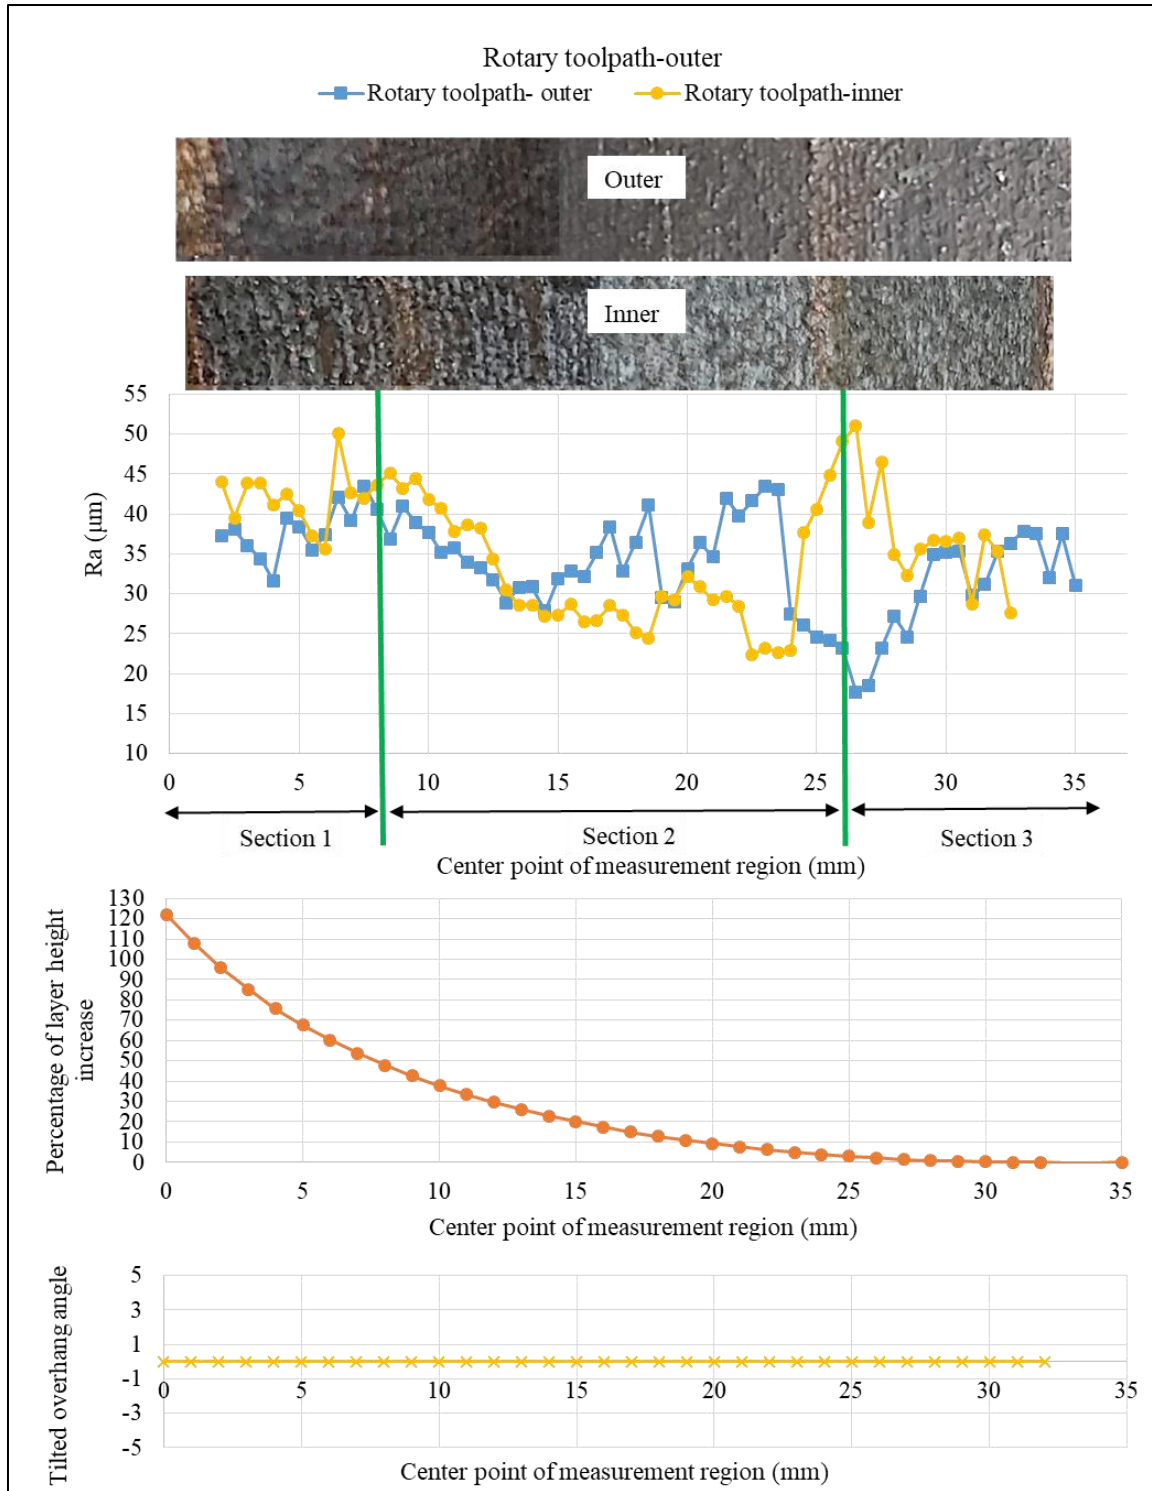 Rotary toolpath-outer
Rotary toolpath- outer Rotary toolpath-inner
Outer
Inner
55
50
45
40
35
30
25
20
15
10
Ra (μm)
0 5 10 15 20 25 30 35
Section 1 Section 2 Section 3
Center point of measurement region (mm)
130
120
110
100
90
80
70
60
50
40
30
20
10
0
Percentage of layer height
increase
0 5 10 15 20 25 30 35
Center point of measurement region (mm)
5
3
1
-1
-3
-5
Tilted overhang angle
0 5 10 15 20 25 30 35
Center point of measurement region (mm)